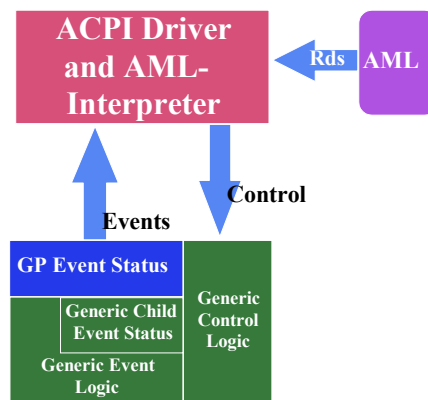 ACPI Driver
and AML-
Interpreter
Rds
AML
Control
Events
GP Event Status
Generic Child
Event Status
Generic Event
Logic
Generic
Control
Logic